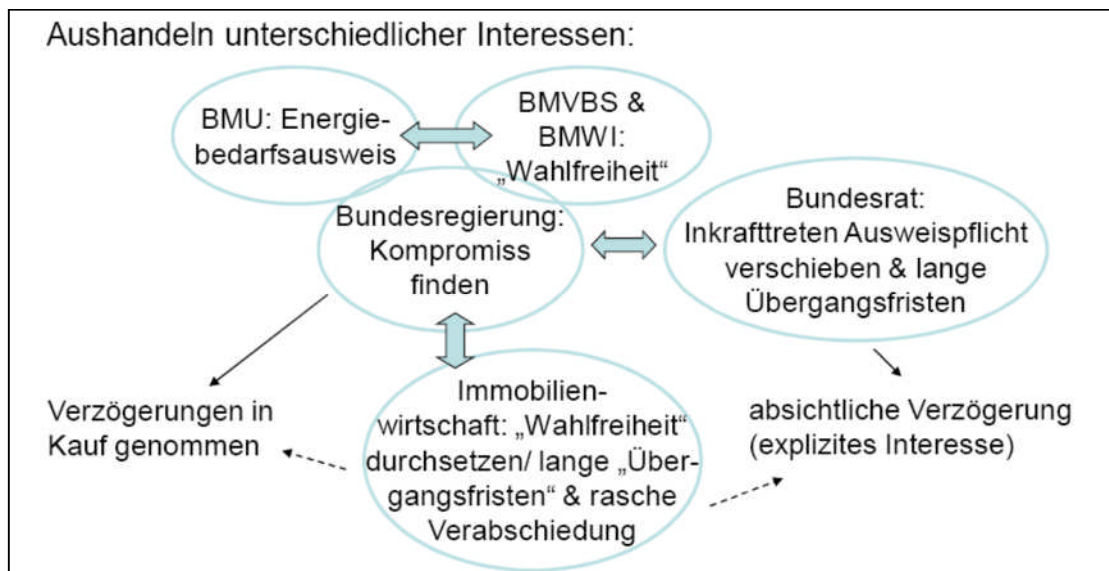 Aushandeln unterschiedlicher Interessen:
BMU: Energie-
bedarfsausweis
BMVBS &
BMWI:
„Wahlfreiheit“
Bundesregierung:
Kompromiss
finden
Bundesrat:
Inkrafttreten Ausweispflicht
verschieben & lange
Übergangsfristen
Immobilien-
wirtschaft: „Wahlfreiheit“
durchsetzen/ lange „Über-
gangsfristen“ & rasche
Verabschiedung
Verzögerungen in
Kauf genommen
absichtliche Verzögerung
(explizites Interesse)